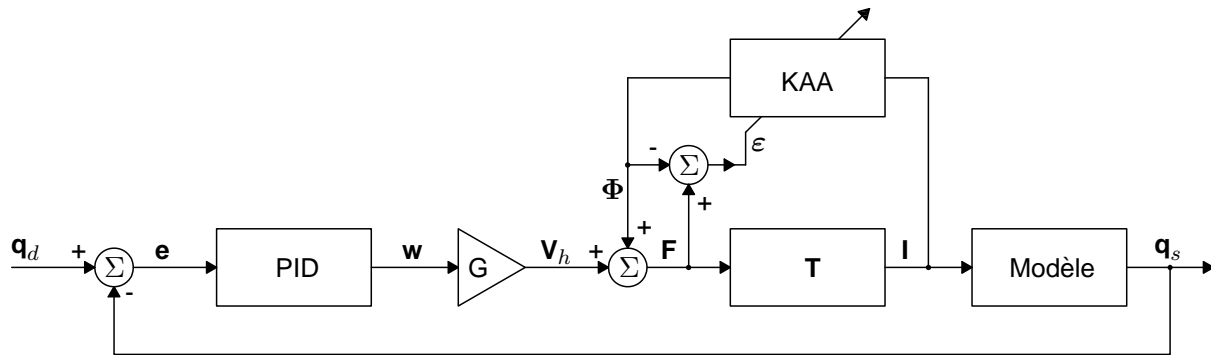 KAA
- Σ ε
Φ + +
q_d + Σ e PID w G V_h + Σ F T I Modèle q_s
-